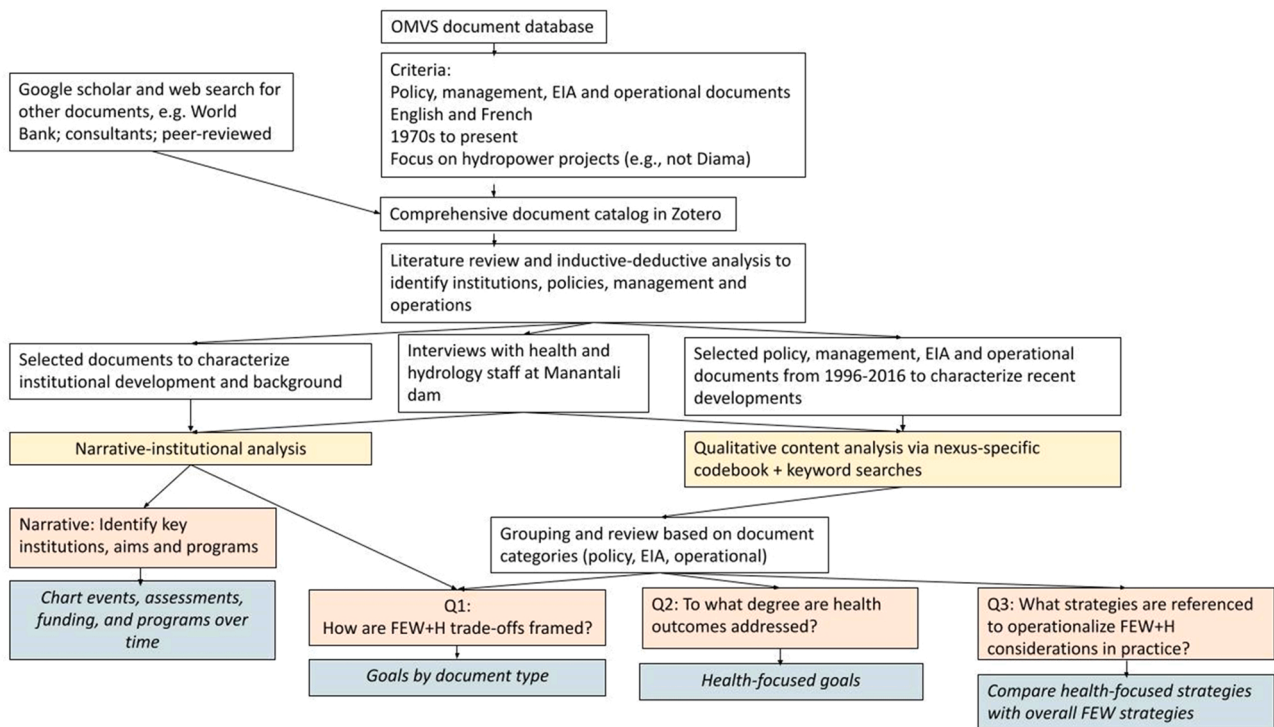 OMVS document database
Google scholar and web search for
other documents, e.g. World
Bank; consultants; peer-reviewed
Criteria:
Policy, management, EIA and operational documents
English and French
1970s to present
Focus on hydropower projects (e.g., not Diama)
Comprehensive document catalog in Zotero
Literature review and inductive-deductive analysis to
identify institutions, policies, management and
operations
Selected documents to characterize
institutional development and background
Interviews with health and
hydrology staff at Manantali
dam
Selected policy, management, EIA and operational
documents from 1996-2016 to characterize recent
developments
Narrative-institutional analysis
Qualitative content analysis via nexus-specific
codebook + keyword searches
Narrative: Identify key
institutions, aims and programs
Grouping and review based on document
categories (policy, EIA, operational)
Chart events, assessments,
funding, and programs over
time
Q1:
How are FEW+H trade-offs framed?
Q2: To what degree are health
outcomes addressed?
Q3: What strategies are referenced
to operationalize FEW+H
considerations in practice?
Goals by document type
Health-focused goals
Compare health-focused strategies
with overall FEW strategies